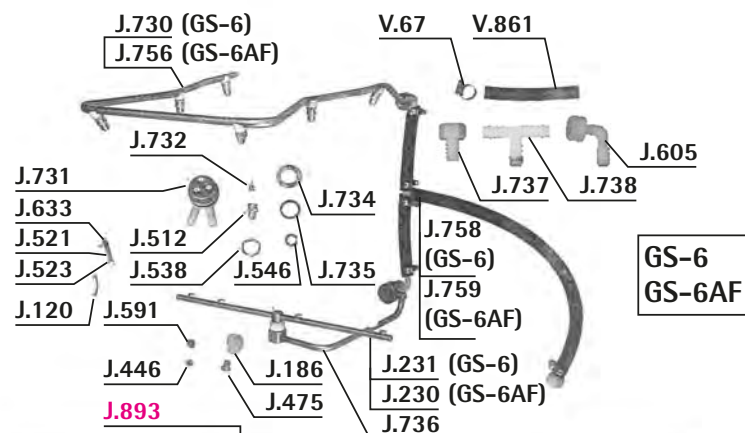 J.730 (GS-6)
J.756 (GS-6AF)
V.67
V.861
J.732
J.605
J.731
J.734
J.737
J.738
J.633
J.521
J.512
J.758
(GS-6)
J.523
J.538
J.546
J.735
GS-6
GS-6AF
J.759
(GS-6AF)
J.120
J.591
J.446
J.186
J.231 (GS-6)
J.475
J.230 (GS-6AF)
J.893
J.736